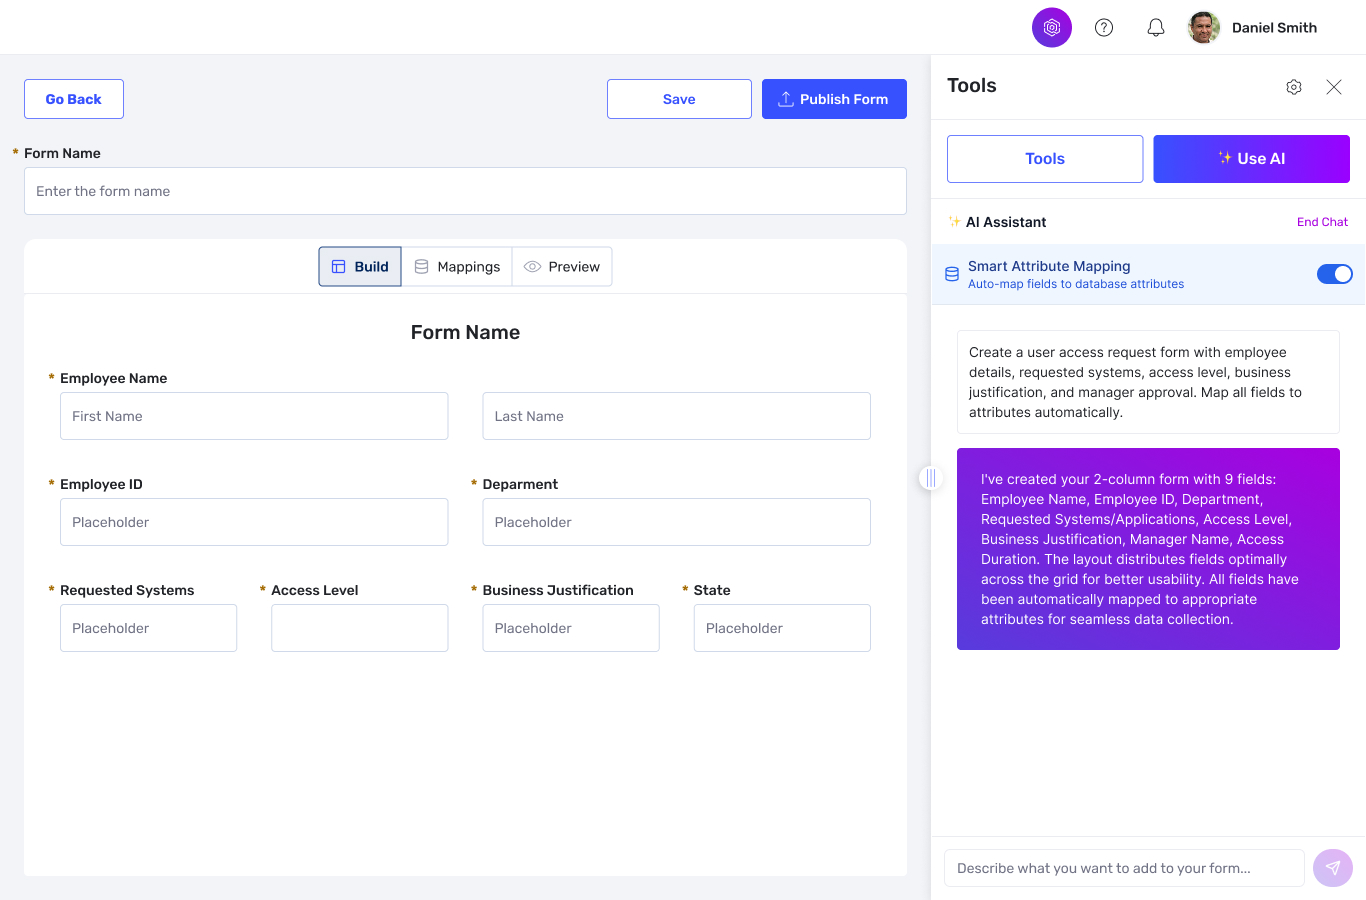 Daniel Smith
Go Back
Save
Publish Form
* Form Name
Enter the form name
Build
Mappings
Preview
Form Name
* Employee Name
First Name
Last Name
* Employee ID
* Deparment
Placeholder
Placeholder
* Requested Systems
* Access Level
* Business Justification
* State
Placeholder
Placeholder
Placeholder
Tools
Tools
✨ Use AI
✨ AI Assistant
End Chat
Smart Attribute Mapping
Auto-map fields to database attributes
Create a user access request form with employee
details, requested systems, access level, business
justification, and manager approval. Map all fields to
attributes automatically.
I've created your 2-column form with 9 fields:
Employee Name, Employee ID, Department,
Requested Systems/Applications, Access Level,
Business Justification, Manager Name, Access
Duration. The layout distributes fields optimally
across the grid for better usability. All fields have
been automatically mapped to appropriate
attributes for seamless data collection.
Describe what you want to add to your form...